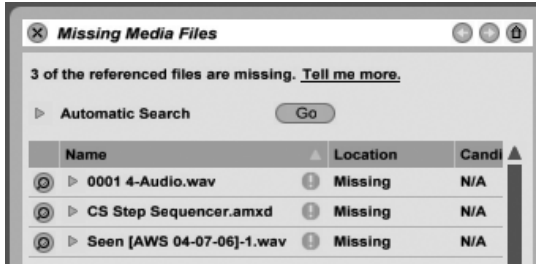 Missing Media Files
3 of the referenced files are missing. Tell me more.
Automatic Search Go
Name Location Candi
0001 4-Audio.wav Missing N/A
CS Step Sequencer.amxd Missing N/A
Seen [AWS 04-07-06]-1.wav Missing N/A